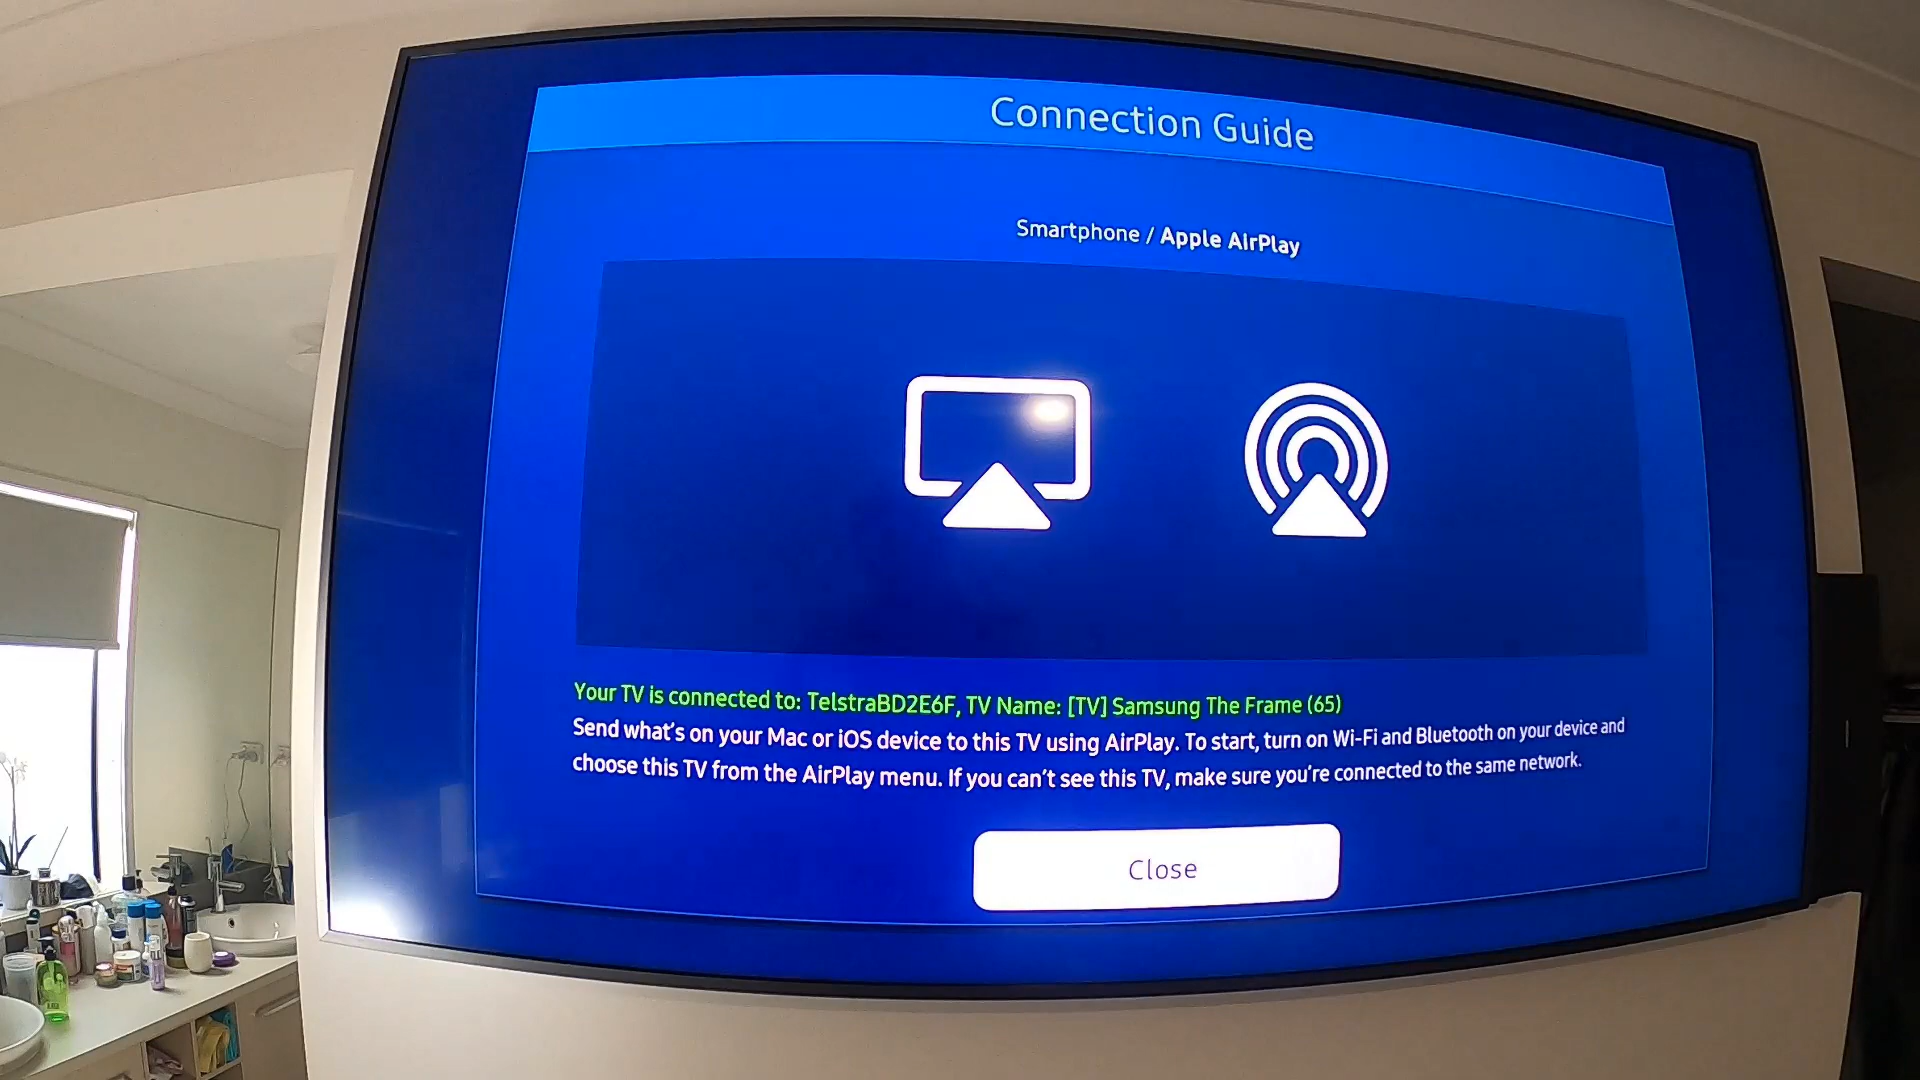 Connection Guide
Smartphone / Apple AirPlay
Your TV is connected to: TelstraBD2E6F, TV Name: [TV] Samsung The Frame (65)
Send what's on your Mac or iOS device to this TV using AirPlay. To start, turn on Wi-Fi and Bluetooth on your device and
choose this TV from the AirPlay menu. If you can't see this TV, make sure you're connected to the same network.
Close